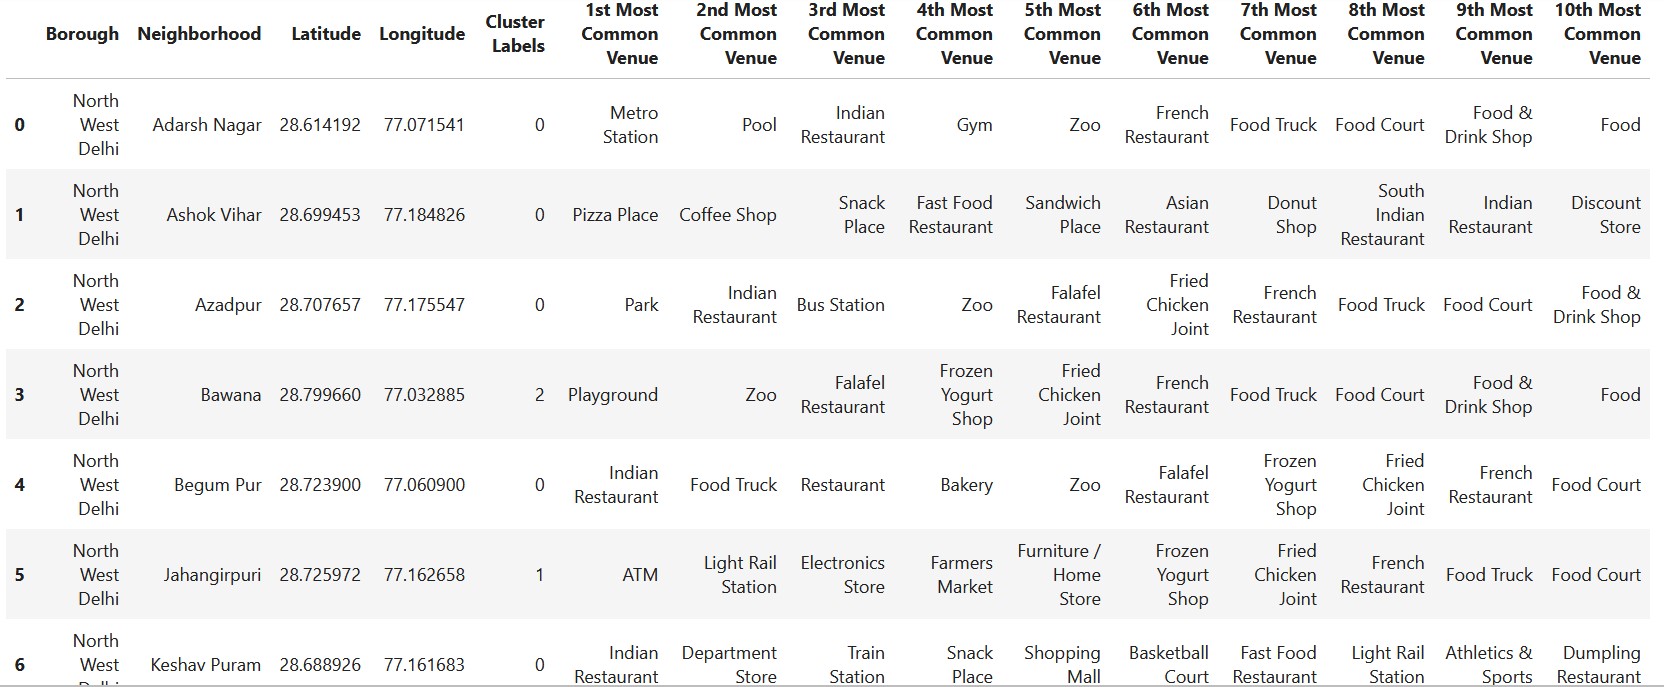 Borough Neighborhood Latitude Longitude Cluster Labels 1st Most Common Venue 2nd Most Common Venue 3rd Most Common Venue 4th Most Common Venue 5th Most Common Venue 6th Most Common Venue 7th Most Common Venue 8th Most Common Venue 9th Most Common Venue 10th Most Common Venue
0 North West Delhi Adarsh Nagar 28.614192 77.071541 0 Metro Station Pool Indian Restaurant Gym Zoo French Restaurant Food Truck Food Court Food & Drink Shop Food
1 North West Delhi Ashok Vihar 28.699453 77.184826 0 Pizza Place Coffee Shop Snack Place Fast Food Restaurant Sandwich Place Asian Restaurant Donut Shop South Indian Restaurant Indian Restaurant Discount Store
2 North West Delhi Azadpur 28.707657 77.175547 0 Park Indian Restaurant Bus Station Zoo Falafel Restaurant Fried Chicken Joint French Restaurant Food Truck Food Court Food & Drink Shop
3 North West Delhi Bawana 28.799660 77.032885 2 Playground Zoo Falafel Restaurant Frozen Yogurt Shop Fried Chicken Joint French Restaurant Food Truck Food Court Food & Drink Shop Food
4 North West Delhi Begum Pur 28.723900 77.060900 0 Indian Restaurant Food Truck Restaurant Bakery Zoo Falafel Restaurant Frozen Yogurt Shop Fried Chicken Joint French Restaurant Food Court
5 North West Delhi Jahangirpuri 28.725972 77.162658 1 ATM Light Rail Station Electronics Store Farmers Market Furniture / Home Store Frozen Yogurt Shop Fried Chicken Joint French Restaurant Food Truck Food Court
6 North West Keshav Puram 28.688926 77.161683 0 Indian Restaurant Department Store Train Station Snack Place Shopping Mall Basketball Court Fast Food Restaurant Light Rail Station Athletics & Sports Dumpling Restaurant